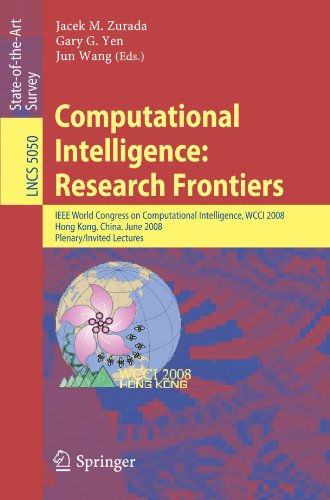 Jacek M. Zurada
Gary G. Yen
Jun Wang (Eds.)
State-of-the-Art
Survey
LNCS 5050
Computational
Intelligence:
Research Frontiers
IEEE World Congress on Computational Intelligence, WCCI 2008
Hong Kong, China, June 2008
Plenary/Invited Lectures
WCCI 2008
HONG KONG
Springer